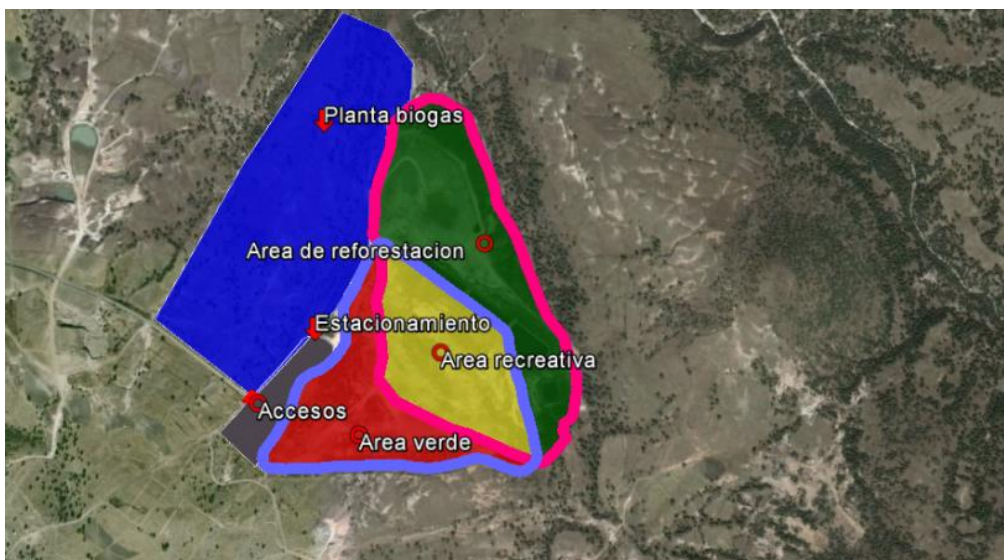 Planta biogas
Area de reforestacion
Estacionamiento
Area recreativa
Accesos
Area verde